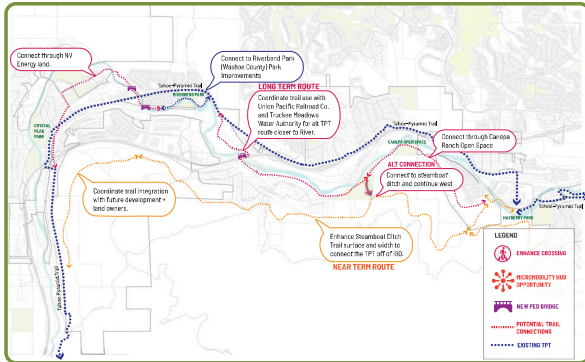 Connect through NV
Energy land.
Connect to Riverbend Park
(Washoe County) Park
Improvements
Tahoe-Pyramid Trail
RIVERBEND PARK
LONG TERM ROUTE
Coordinate trail use with
Union Pacific Railroad Co.
and Truckee Meadows
Water Authority for alt TPT
route closer to River.
CRYSTAL
PEAK
PARK
Tahoe-Pyramid Trail
Connect through Canepa
Ranch Open Space
CANEPA OPEN SPACE
ALT CONNECTION
Connect to steamboat
ditch and continue west
Coordinate trail integration
with future development +
land owners.
MAYBERRY PARK
Tahoe-Pyramid Trail
Enhance Steamboat Ditch
Trail surface and width to
connect the TPT off of I80.
NEAR TERM ROUTE
Tahoe-Pyramid Trail
LEGEND
ENHANCE CROSSING
MICROMOBILITY HUB
OPPORTUNITY
NEW PED BRIDGE
POTENTIAL TRAIL
CONNECTIONS
EXISTING TPT